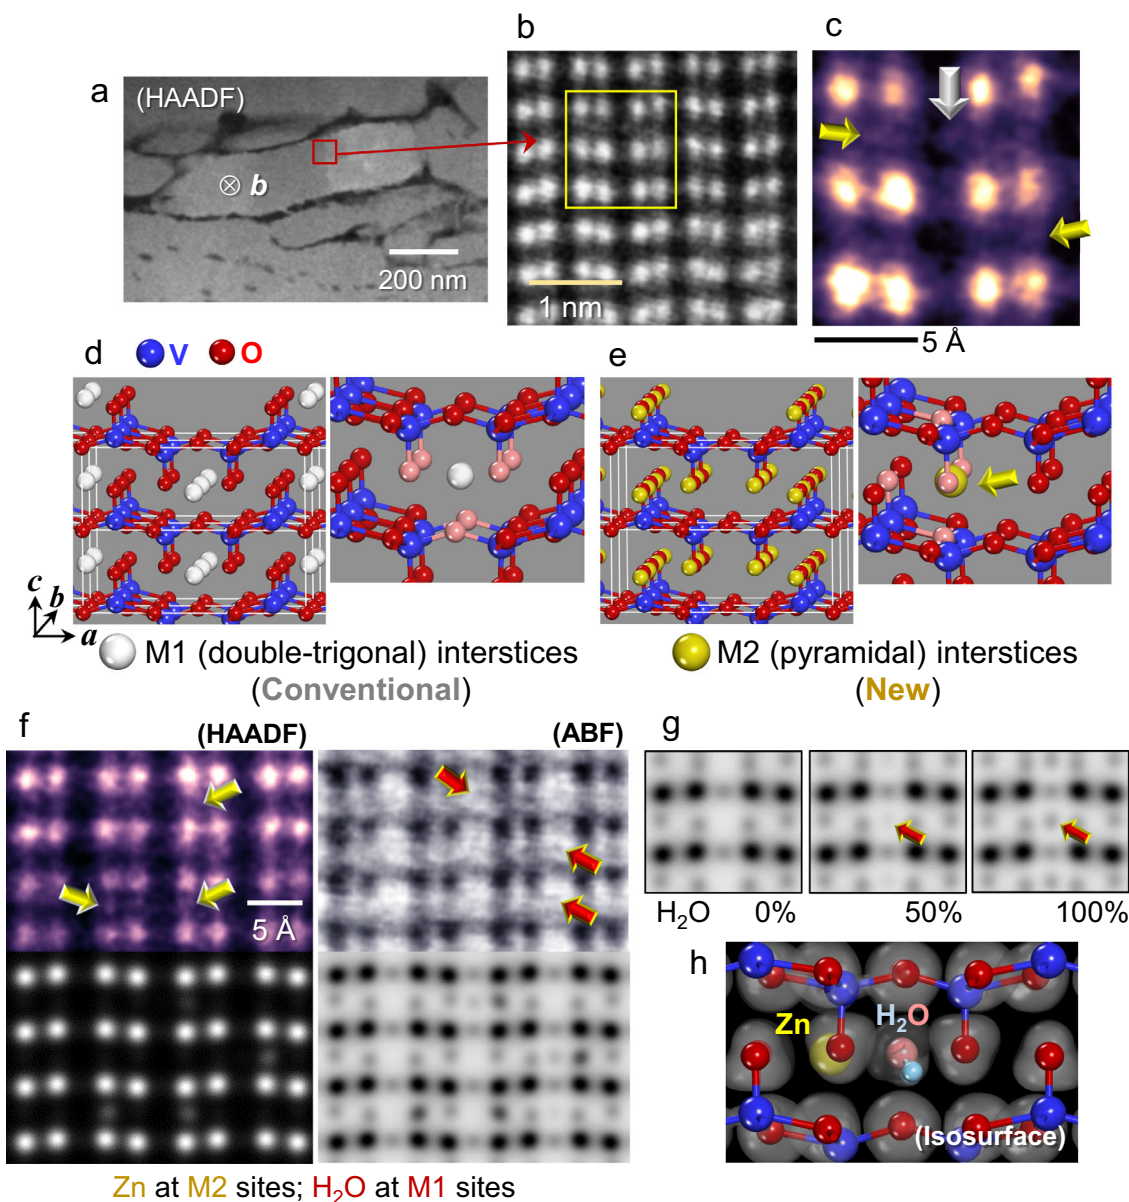 a
(HAADF)
⊗ b
200 nm
b
1 nm
c
5 Å
d
V
O
c
b
a
M1 (double-trigonal) interstices
(Conventional)
e
M2 (pyramidal) interstices
(New)
f
(HAADF)
(ABF)
5 Å
Zn at M2 sites; H₂O at M1 sites
g
H₂O 0% 50% 100%
h
Zn
H₂O
(Isosurface)